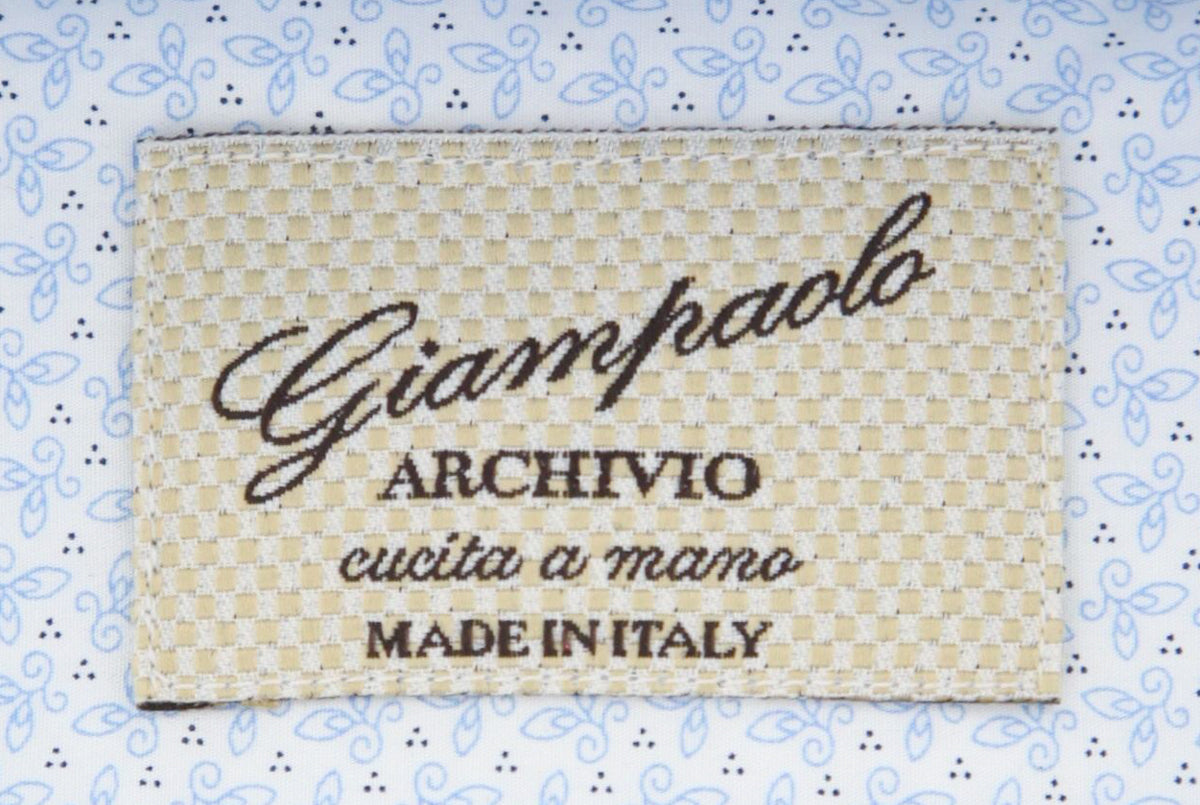 Giampaolo
ARCHIVIO
cucita a mano
MADE IN ITALY